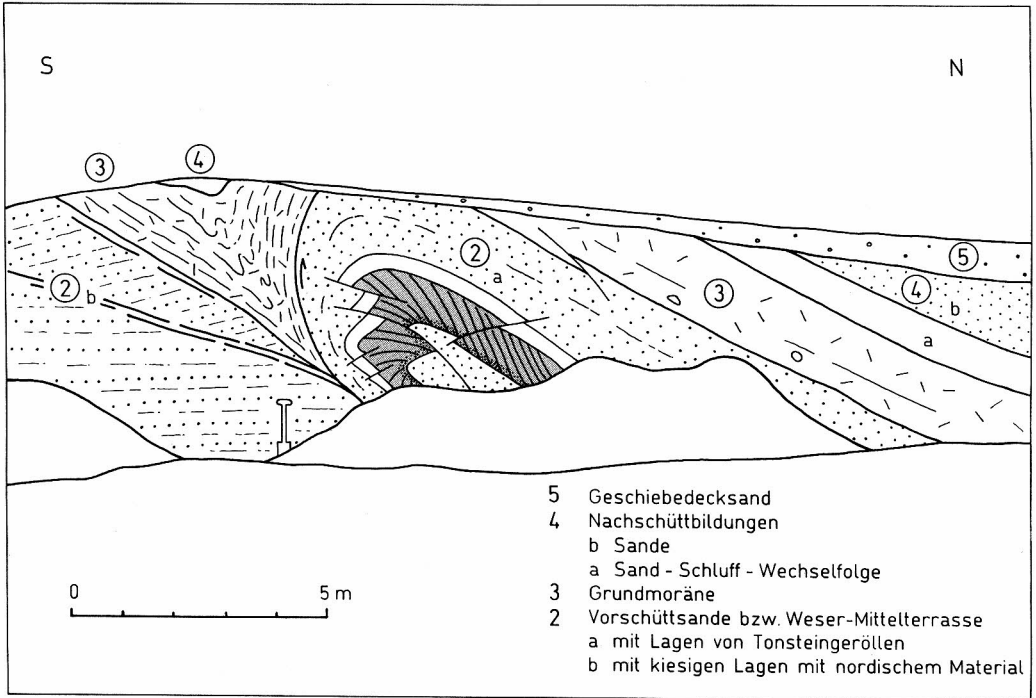 S N
3 4
2 a
2 b
3
5
4
b
a
5 Geschiebedecksand
4 Nachschüttbildungen
b Sande
a Sand - Schluff - Wechselfolge
3 Grundmoräne
2 Vorschüttsande bzw. Weser-Mittelterrasse
a mit Lagen von Tonsteingeröllen
b mit kiesigen Lagen mit nordischem Material
0 5 m